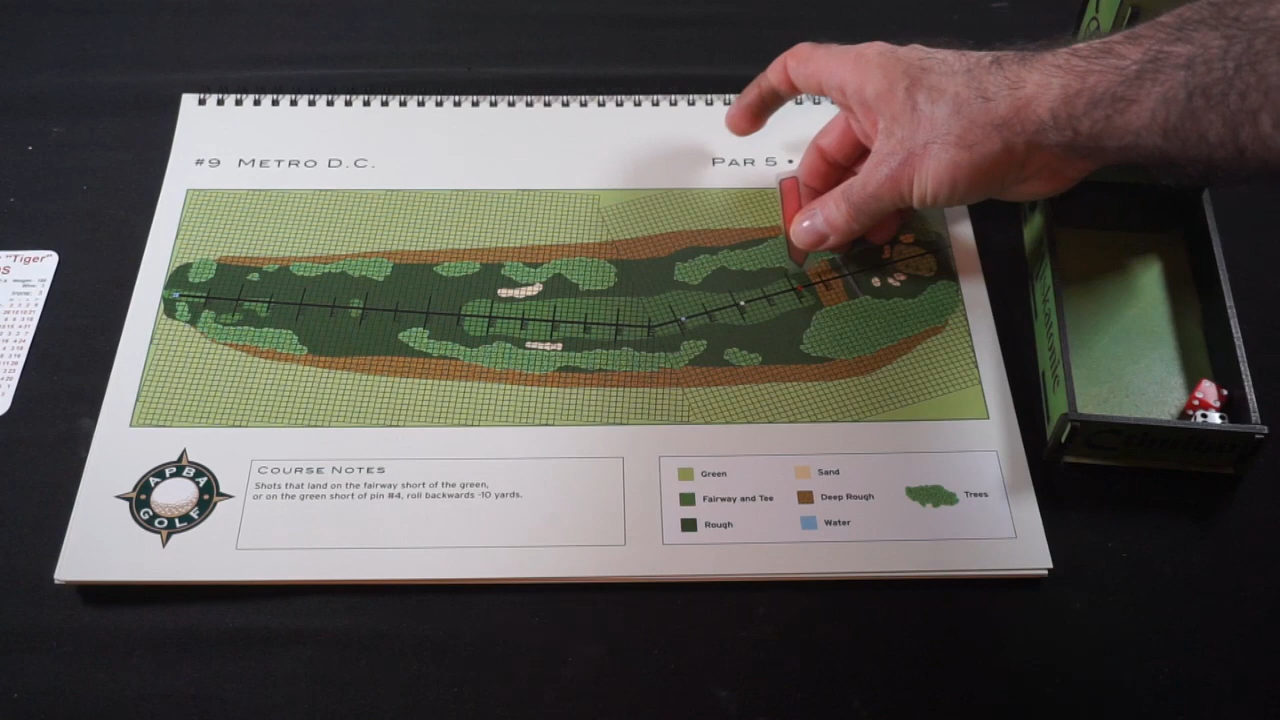 #9 METRO D.C.
PAR 5 •
"Tiger"
COURSE NOTES
Shots that land on the fairway short of the green,
or on the green short of pin #4, roll backwards -10 yards.
APBA
GOLF
Green
Fairway and Tee
Rough
Sand
Deep Rough
Water
Trees